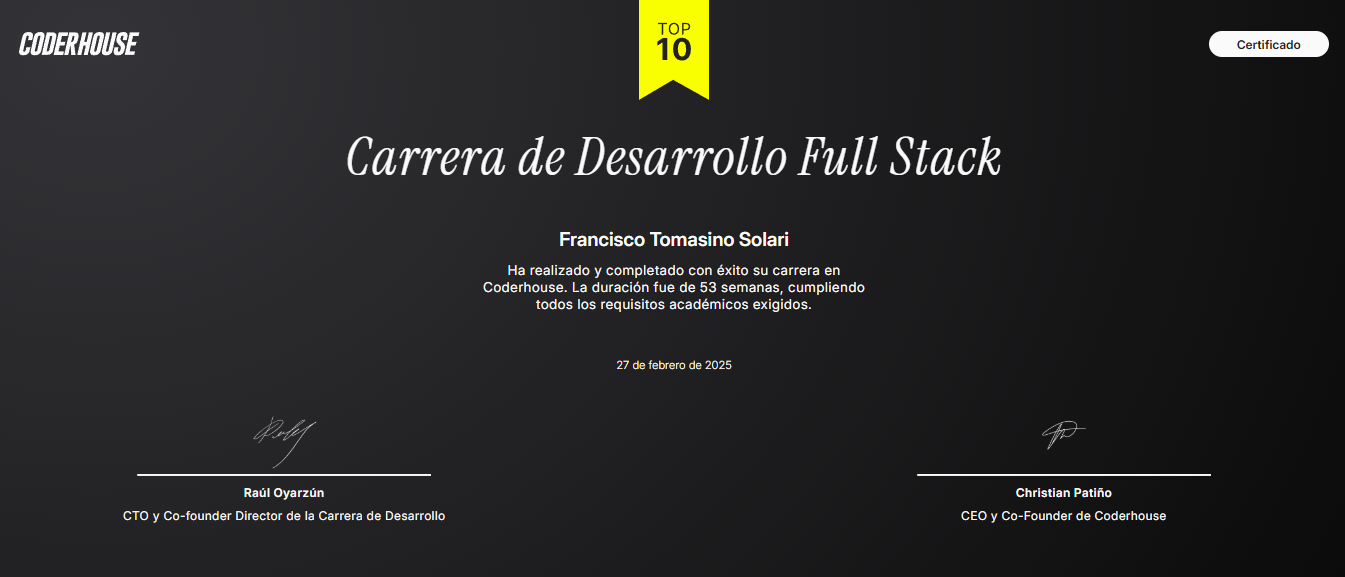 CODERHOUSE
TOP
10
Certificado
Carrera de Desarrollo Full Stack
Francisco Tomasino Solari
Ha realizado y completado con éxito su carrera en
Coderhouse. La duración fue de 53 semanas, cumpliendo
todos los requisitos académicos exigidos.
27 de febrero de 2025
Raúl Oyarzún
CTO y Co-founder Director de la Carrera de Desarrollo
Christian Patiño
CEO y Co-Founder de Coderhouse